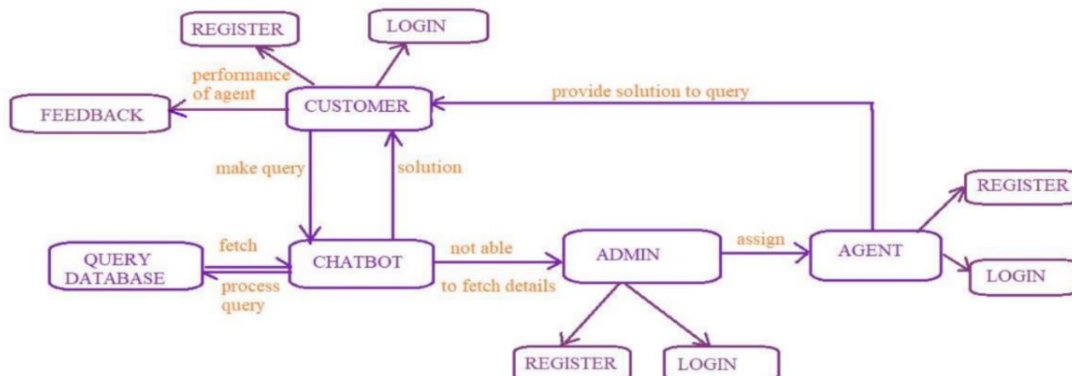 REGISTER
LOGIN
performance
of agent
FEEDBACK
CUSTOMER
provide solution to query
make query
solution
REGISTER
QUERY
DATABASE
fetch
process
query
CHATBOT
not able
to fetch details
ADMIN
assign
AGENT
LOGIN
REGISTER
LOGIN